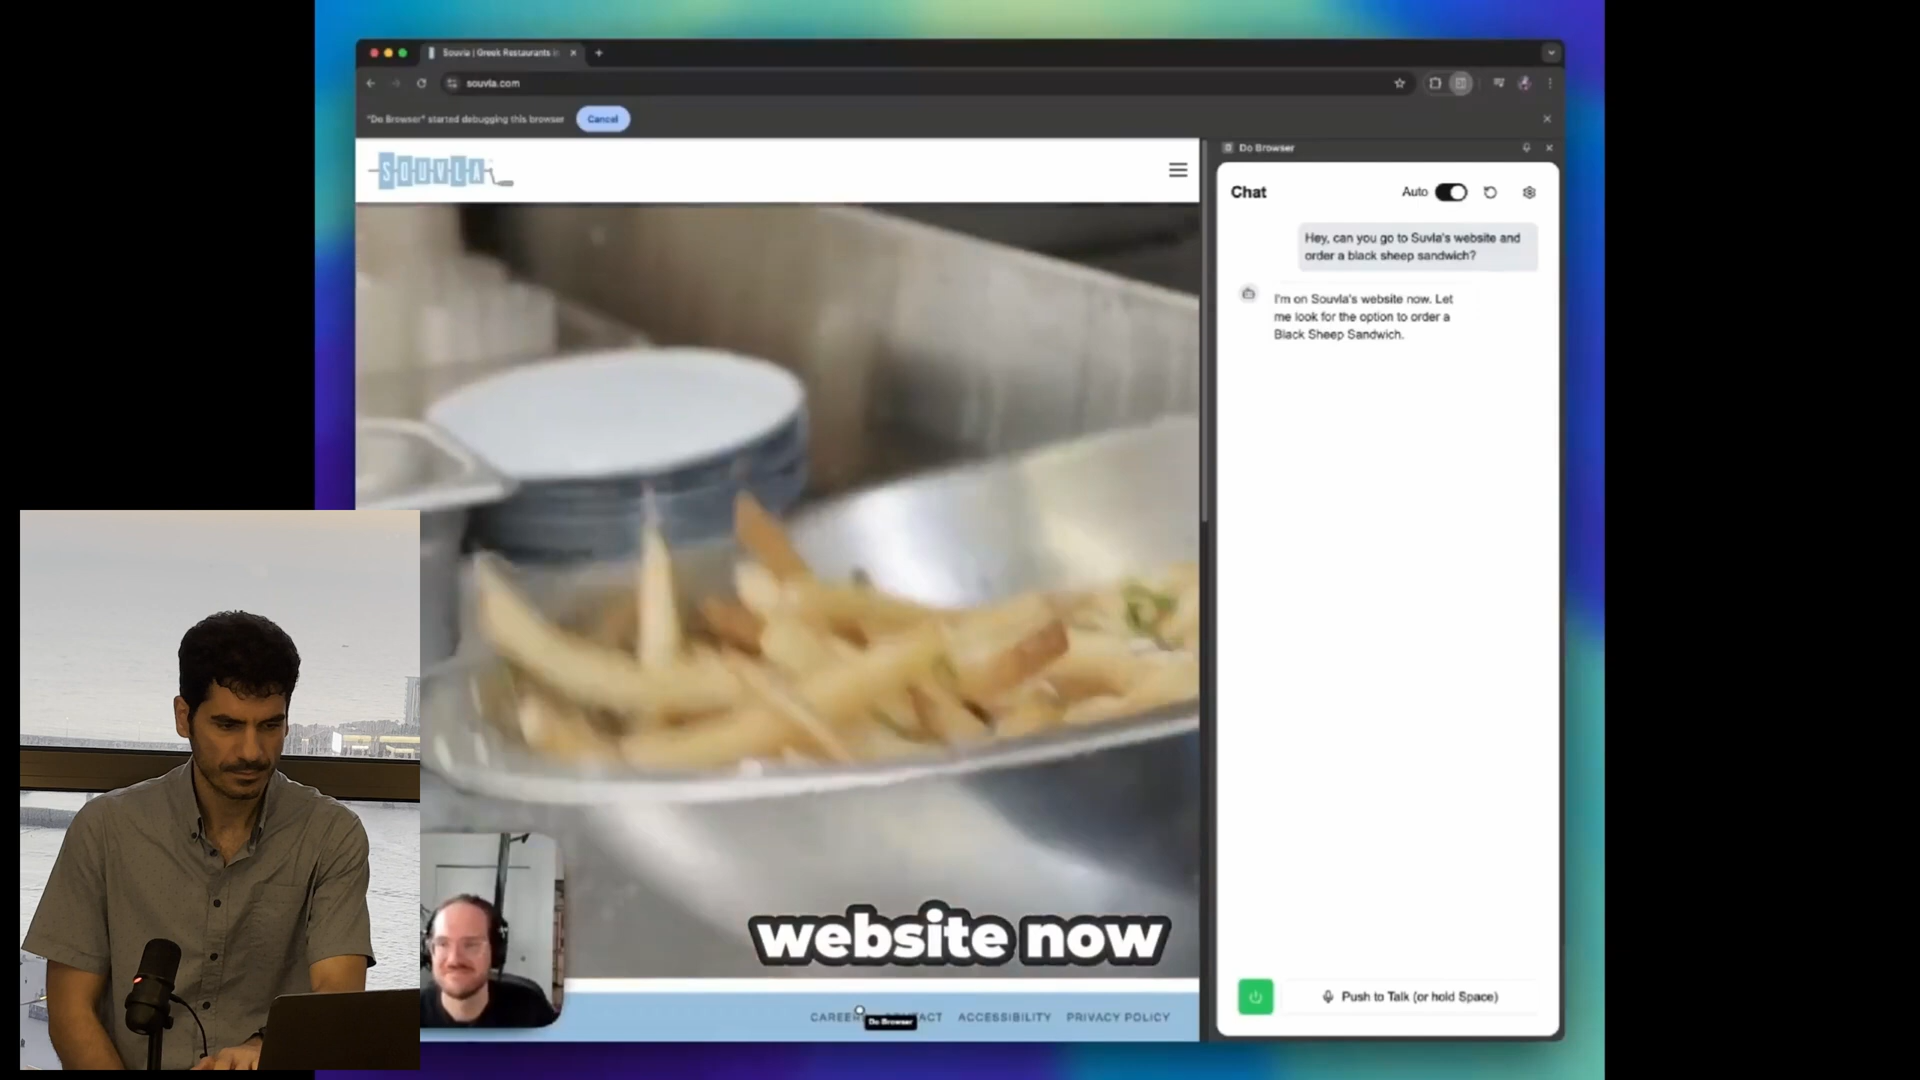 Souvla | Greek Restaurants in
souvla.com
"Do Browser" started debugging this browser
Cancel
SOUVLA
Do Browser
Chat
Auto
Hey, can you go to Suvla's website and
order a black sheep sandwich?
I'm on Souvla's website now. Let
me look for the option to order a
Black Sheep Sandwich.
website now
CAREER
ACT
ACCESSIBILITY
PRIVACY POLICY
Do Browser
Push to Talk (or hold Space)